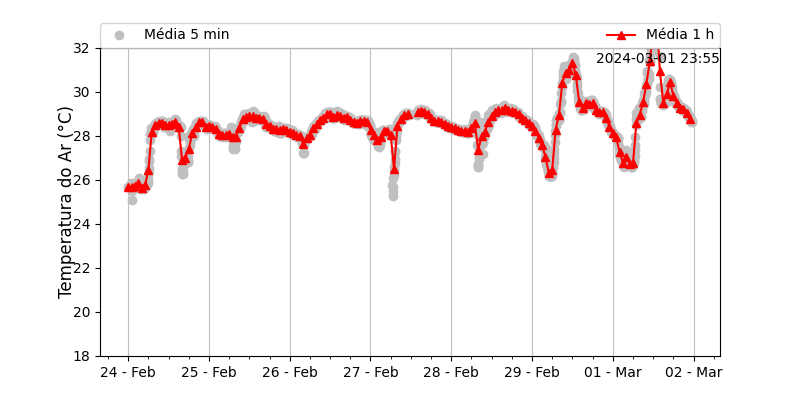 Média 5 min
Média 1 h
2024-03-01 23:55
Temperatura do Ar (°C)
32
30
28
26
24
22
20
18
24 - Feb
25 - Feb
26 - Feb
27 - Feb
28 - Feb
29 - Feb
01 - Mar
02 - Mar